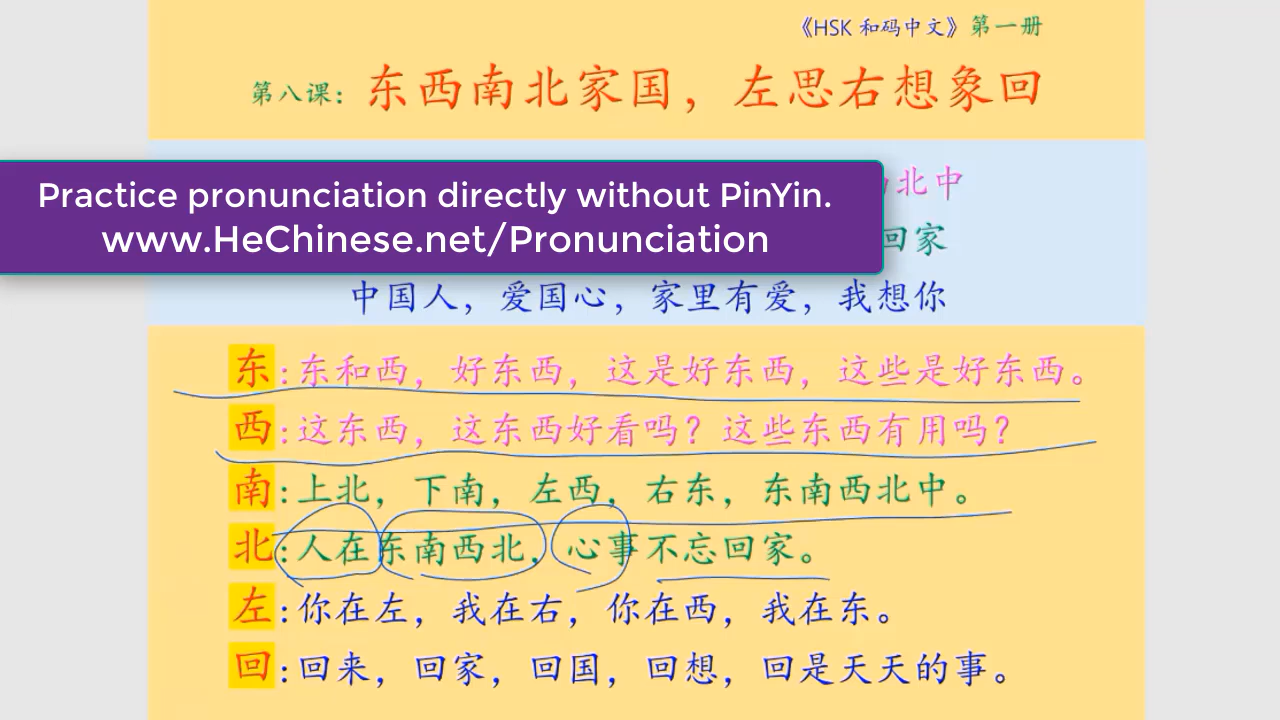 《HSK 和码中文》第一册
第八课：东西南北家国，左思右想象回
Practice pronunciation directly without PinYin.
www.HeChinese.net/Pronunciation
北中
回家
中国人，爱国心，家里有爱，我想你
东：东和西，好东西，这是好东西，这些是好东西。
西：这东西，这东西好看吗？这些东西有用吗？
南：上北，下南，左西，右东，东南西北中。
北：人在东南西北，心事不忘回家。
左：你在左，我在右，你在西，我在东。
回：回来，回家，回国，回想，回是天天的事。